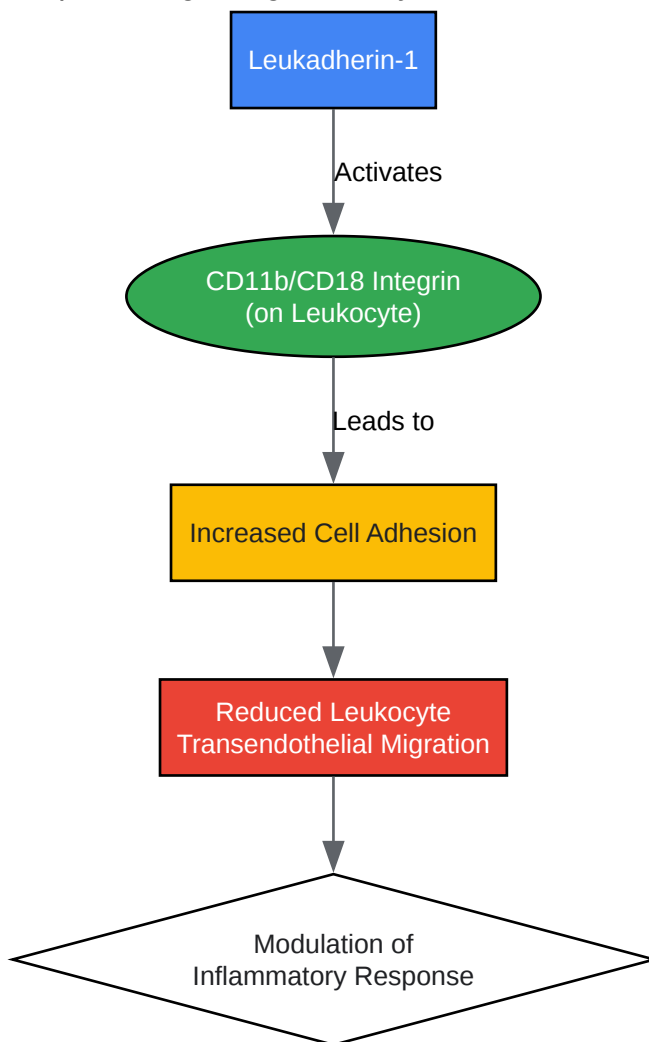 Leukadherin-1
Activates
CD11b/CD18 Integrin
(on Leukocyte)
Leads to
Increased Cell Adhesion
Reduced Leukocyte
Transendothelial Migration
Modulation of
Inflammatory Response